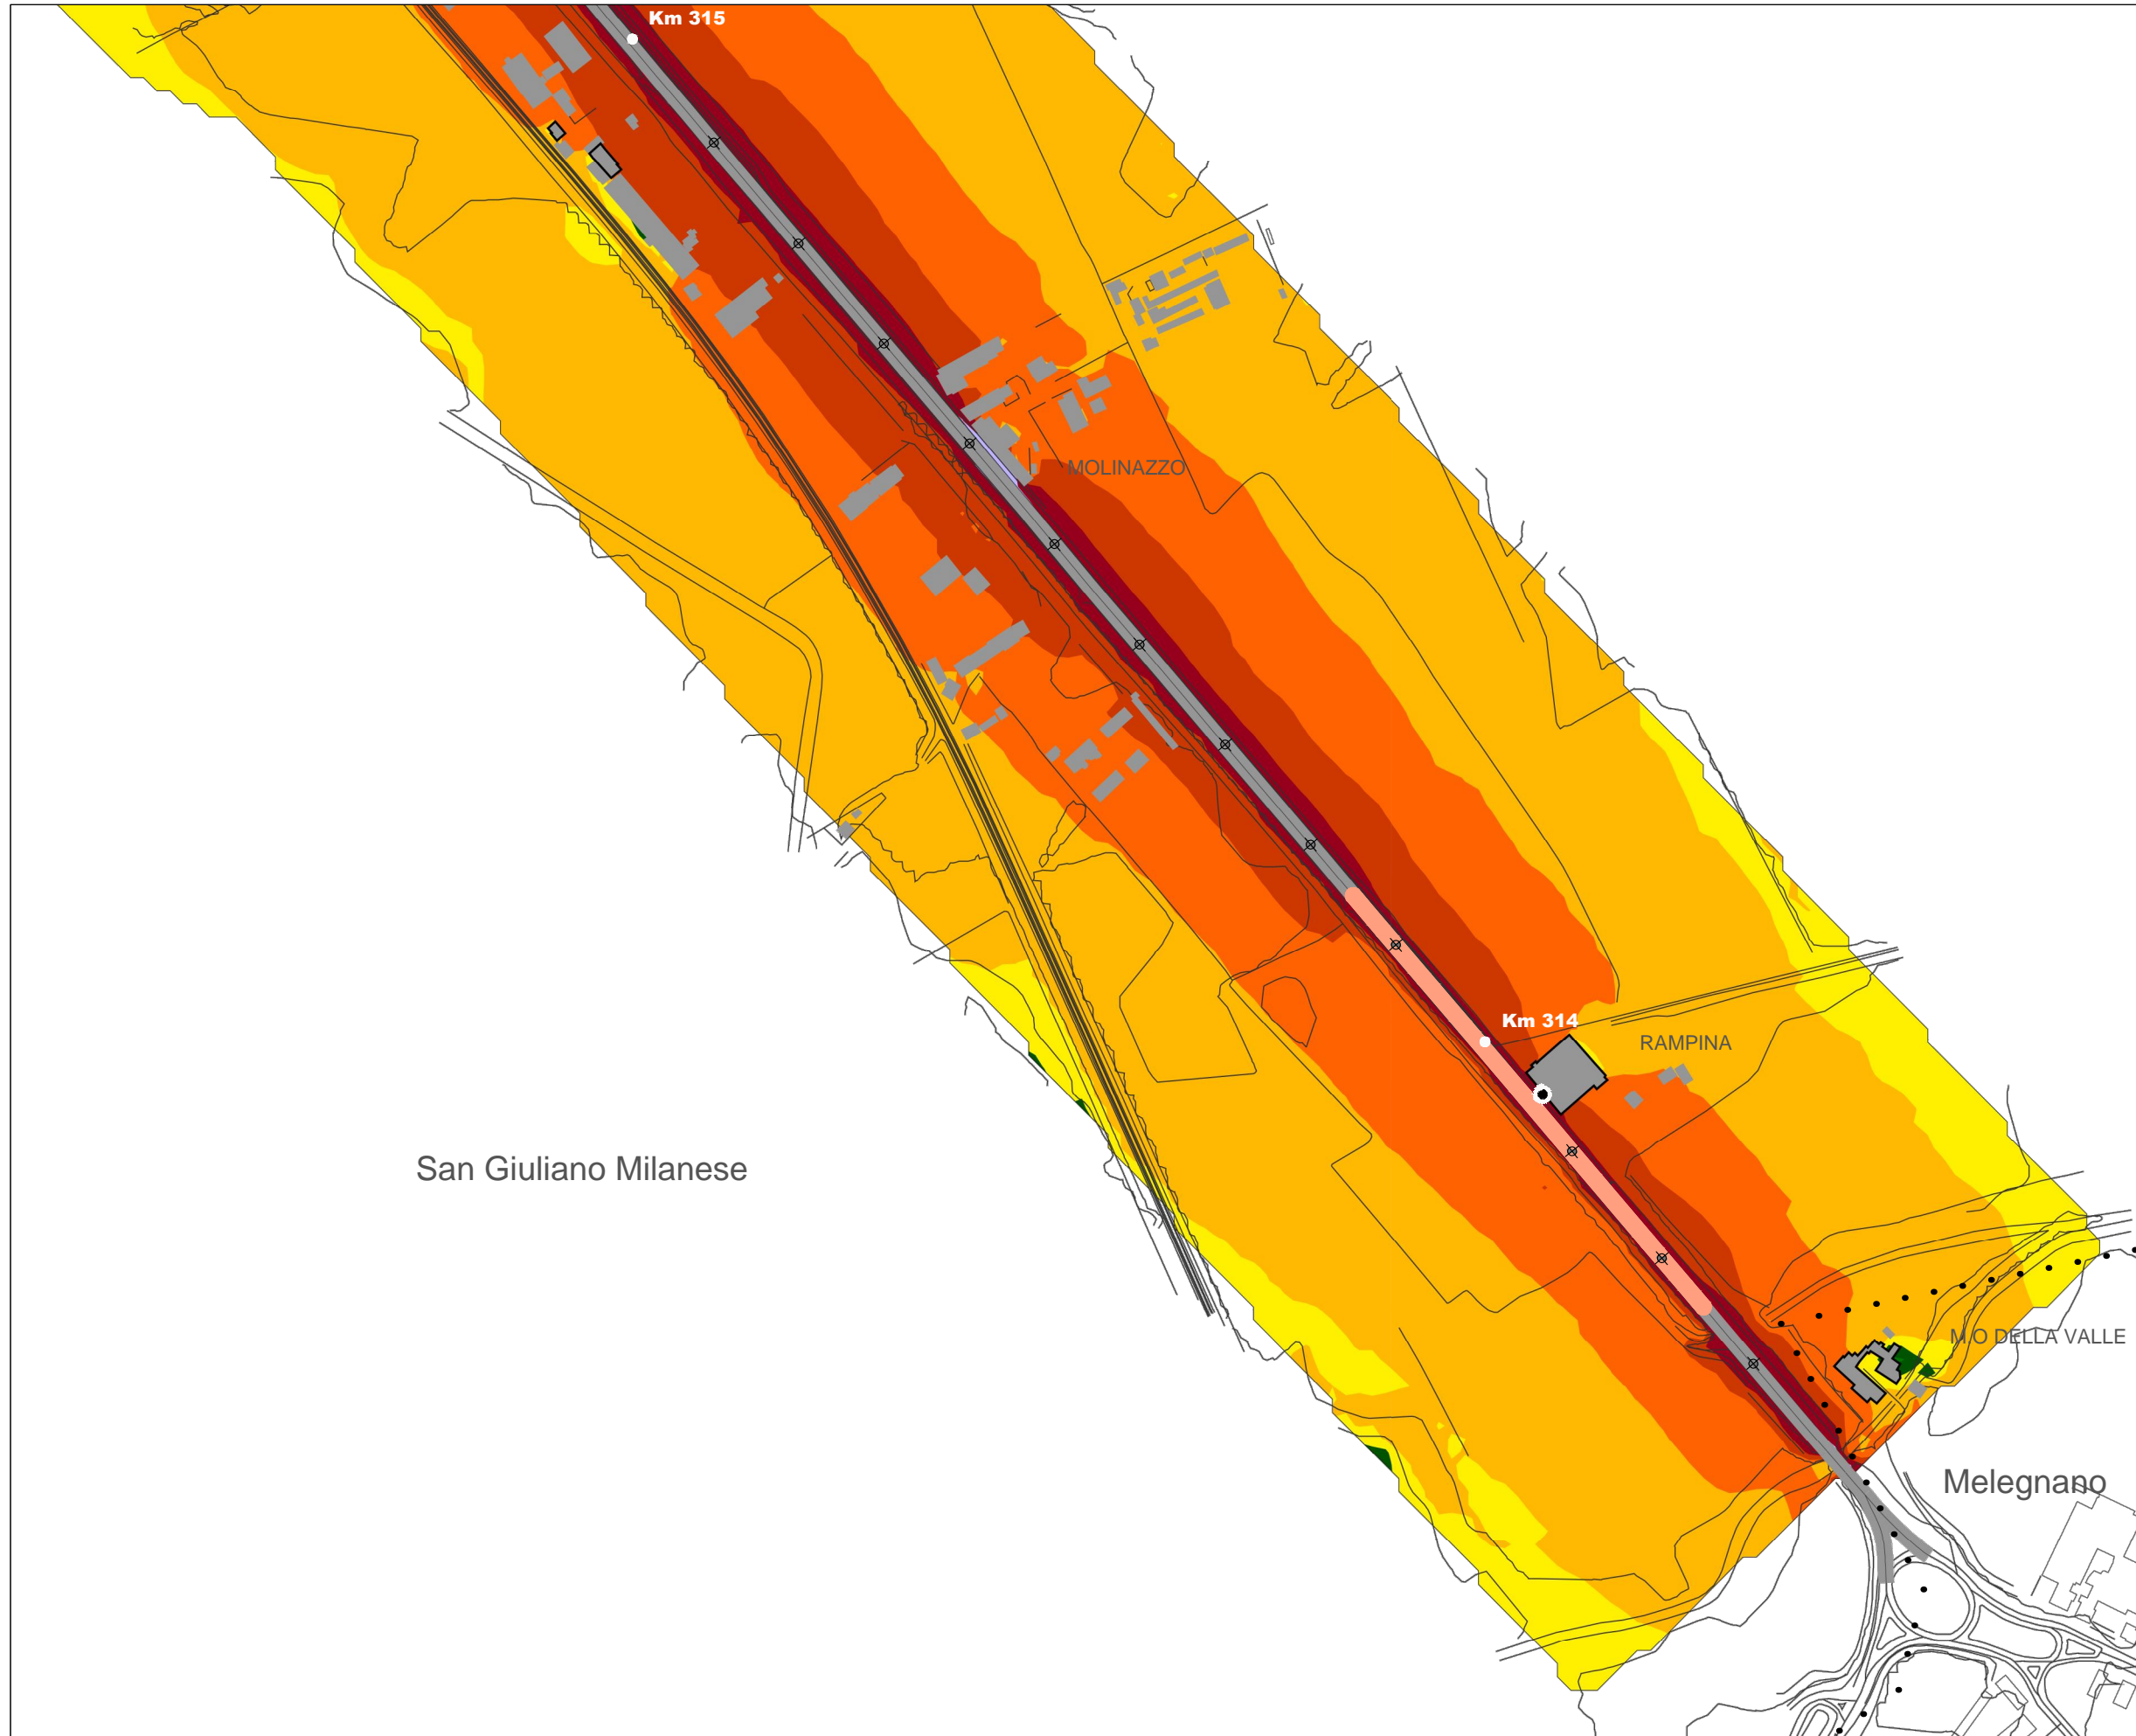 Km 315
MOLINAZZO
Km 314
RAMPINA
San Giuliano Milanese
M.O DELLA VALLE
Melegnano